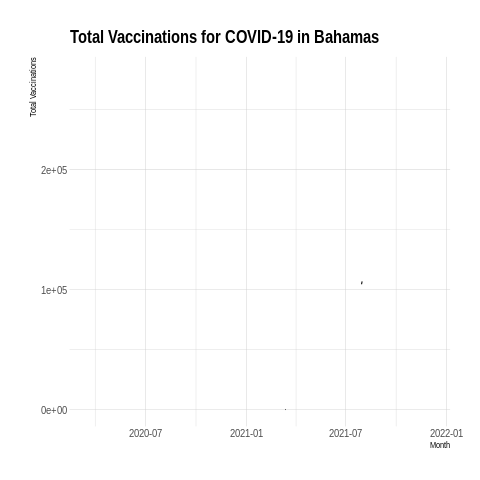 Total Vaccinations for COVID-19 in Bahamas
Total Vaccinations
2e+05
1e+05
0e+00
2020-07 2021-01 2021-07 2022-01
Month